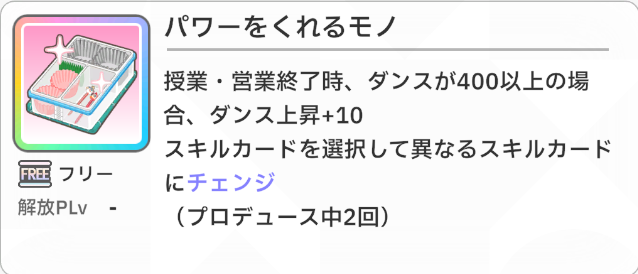 パワーをくれるモノ
授業・営業終了時、ダンスが400以上の場
合、ダンス上昇+10
スキルカードを選択して異なるスキルカード
にチェンジ
（プロデュース中2回）
FREE フリー
解放PLv -